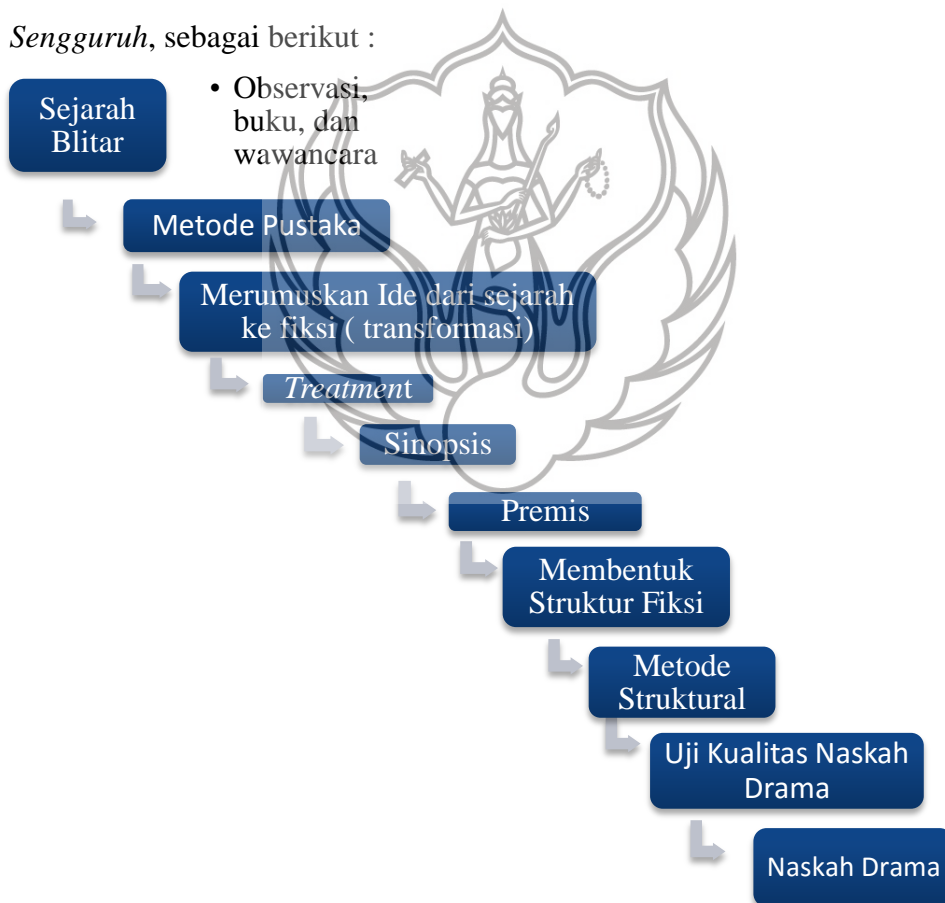 Sengguruh, sebagai berikut :
Sejarah
Blitar
• Observasi,
buku, dan
wawancara
Metode Pustaka
Merumuskan Ide dari sejarah
ke fiksi ( transformasi)
Treatment
Sinopsis
Premis
Membentuk
Struktur Fiksi
Metode
Struktural
Uji Kualitas Naskah
Drama
Naskah Drama